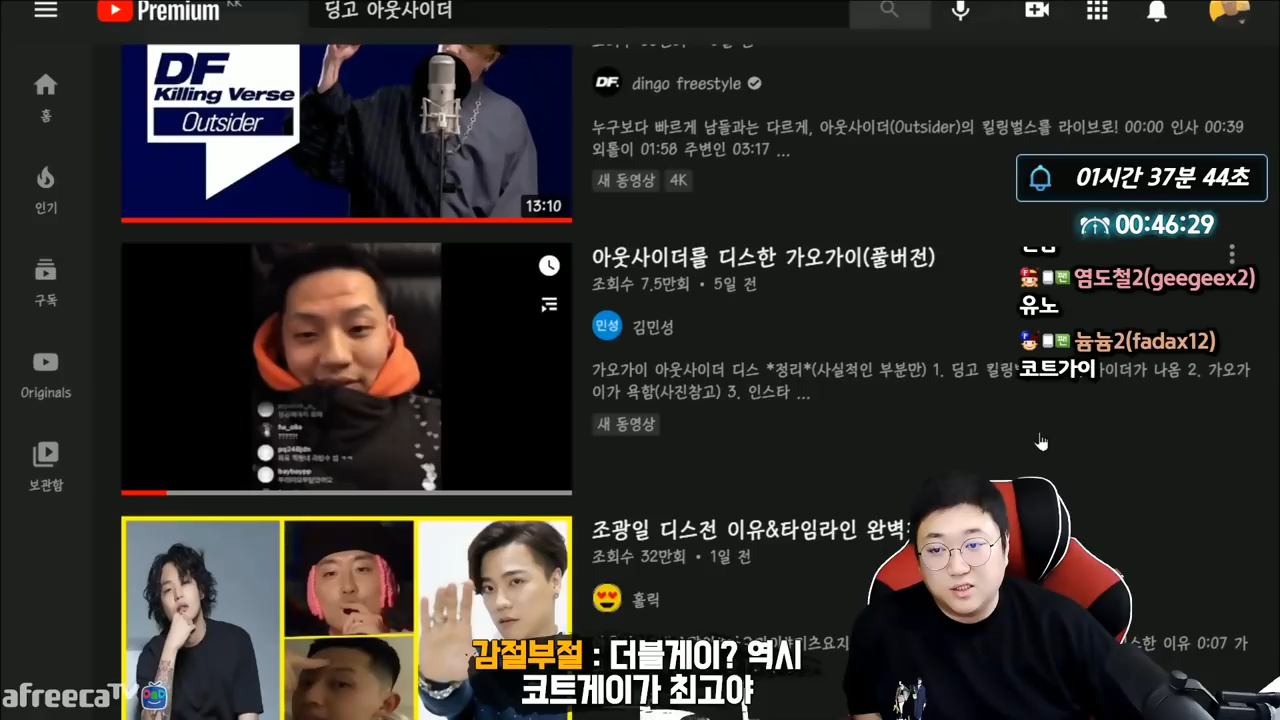 Premium
KR
딩고 아웃사이더
홈
인기
구독
Originals
보관함
DF
Killing Verse
Outsider
13:10
DF.
dingo freestyle
누구보다 빠르게 남들과는 다르게, 아웃사이더(Outsider)의 킬링벌스를 라이브로! 00:00 인사 00:39
외톨이 01:58 주변인 03:17 ...
새 동영상
4K
01시간 37분 44초
00:46:29
염도철2(geegeex2)
유노
늄늄2(fadax12)
코트가이
아웃사이더를 디스한 가오가이(풀버전)
조회수 7.5만회 • 5일 전
민성
김민성
가오가이 아웃사이더 디스 *정리*(사실적인 부분만) 1. 딩고 킬링
이더가 나옴 2. 가오가
이가 욕함(사진참고) 3. 인스타 ...
새 동영상
조광일 디스전 이유&타임라인 완벽
조회수 32만회 • 1일 전
홀릭
스한 이유 0:07 가
감절부절 : 더블게이? 역시
코트게이가 최고야
afreecaTV